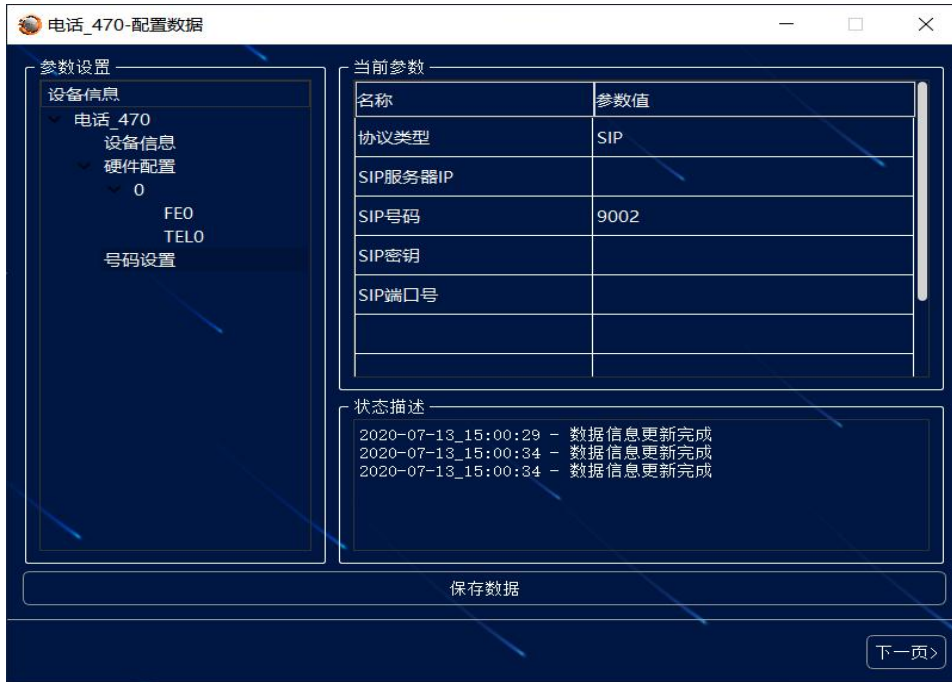 电话_470-配置数据
参数设置
设备信息
电话_470
设备信息
硬件配置
0
FE0
TEL0
号码设置
当前参数
名称 参数值
协议类型 SIP
SIP服务器IP
SIP号码 9002
SIP密钥
SIP端口号
状态描述
2020-07-13_15:00:29 - 数据信息更新完成
2020-07-13_15:00:34 - 数据信息更新完成
2020-07-13_15:00:34 - 数据信息更新完成
保存数据
下一页>